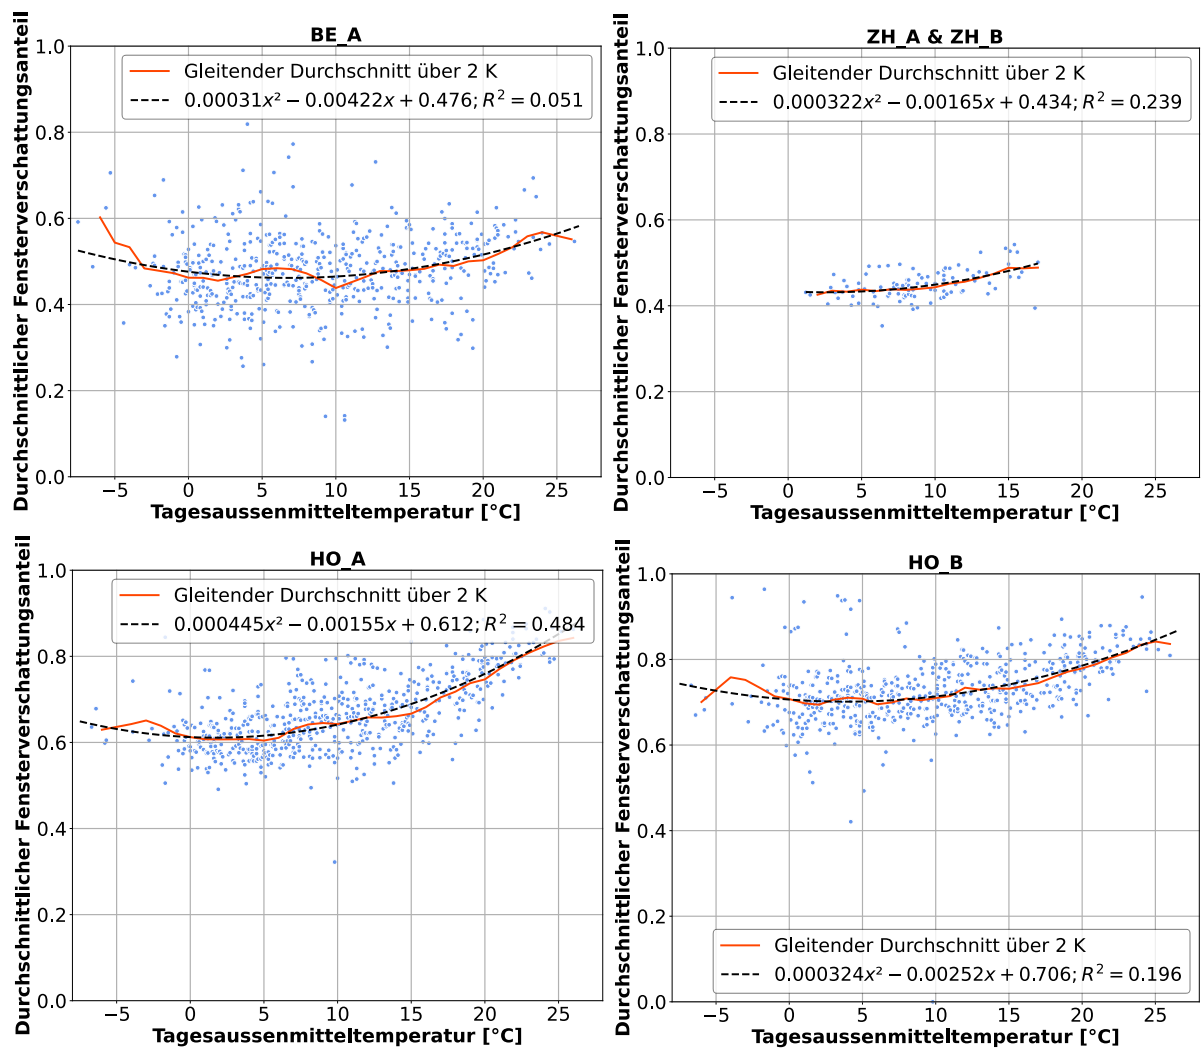 BE_A
Durchschnittlicher Fensterverschattungsanteil
1.0
0.8
0.6
0.4
0.2
0.0
Gleitender Durchschnitt über 2 K
0.00031x² − 0.00422x + 0.476; R² = 0.051
−5 0 5 10 15 20 25
Tagesaussenmitteltemperatur [°C]
ZH_A & ZH_B
Durchschnittlicher Fensterverschattungsanteil
1.0
0.8
0.6
0.4
0.2
0.0
Gleitender Durchschnitt über 2 K
0.000322x² − 0.00165x + 0.434; R² = 0.239
−5 0 5 10 15 20 25
Tagesaussenmitteltemperatur [°C]
HO_A
Durchschnittlicher Fensterverschattungsanteil
1.0
0.8
0.6
0.4
0.2
0.0
Gleitender Durchschnitt über 2 K
0.000445x² − 0.00155x + 0.612; R² = 0.484
−5 0 5 10 15 20 25
Tagesaussenmitteltemperatur [°C]
HO_B
Durchschnittlicher Fensterverschattungsanteil
1.0
0.8
0.6
0.4
0.2
0.0
Gleitender Durchschnitt über 2 K
0.000324x² − 0.00252x + 0.706; R² = 0.196
−5 0 5 10 15 20 25
Tagesaussenmitteltemperatur [°C]